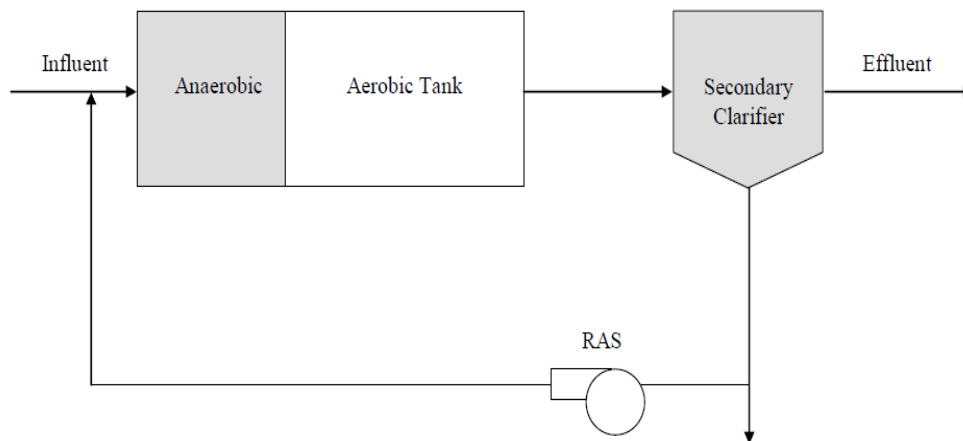 Influent
Anaerobic
Aerobic Tank
Secondary
Clarifier
Effluent
RAS